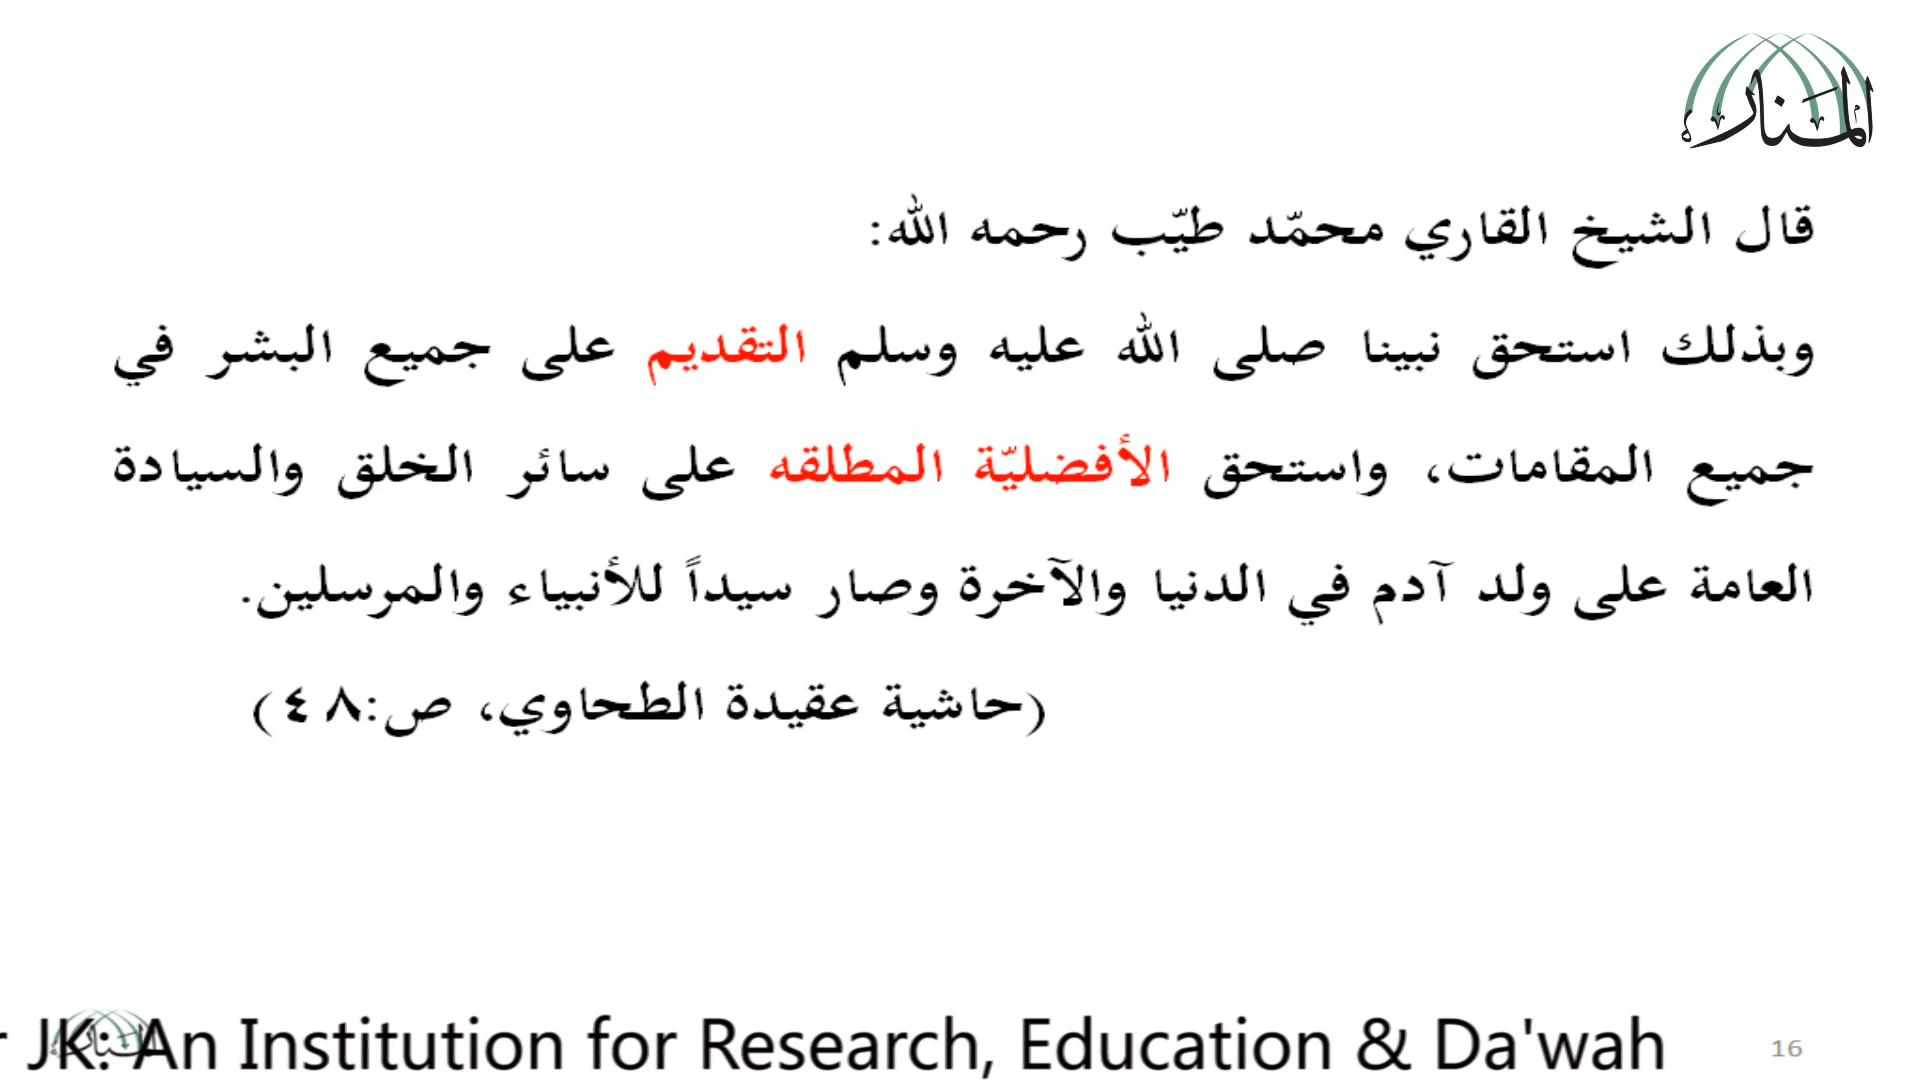 المنار
قال الشيخ القاري محمّد طيّب رحمه الله:
وبذلك استحق نبينا صلى الله عليه وسلم التقديم على جميع البشر في
جميع المقامات، واستحق الأفضليّة المطلقه على سائر الخلق والسيادة
العامة على ولد آدم في الدنيا والآخرة وصار سيداً للأنبياء والمرسلين.
(حاشية عقيدة الطحاوي، ص:٤٨)
r JK: An Institution for Research, Education & Da'wah
16